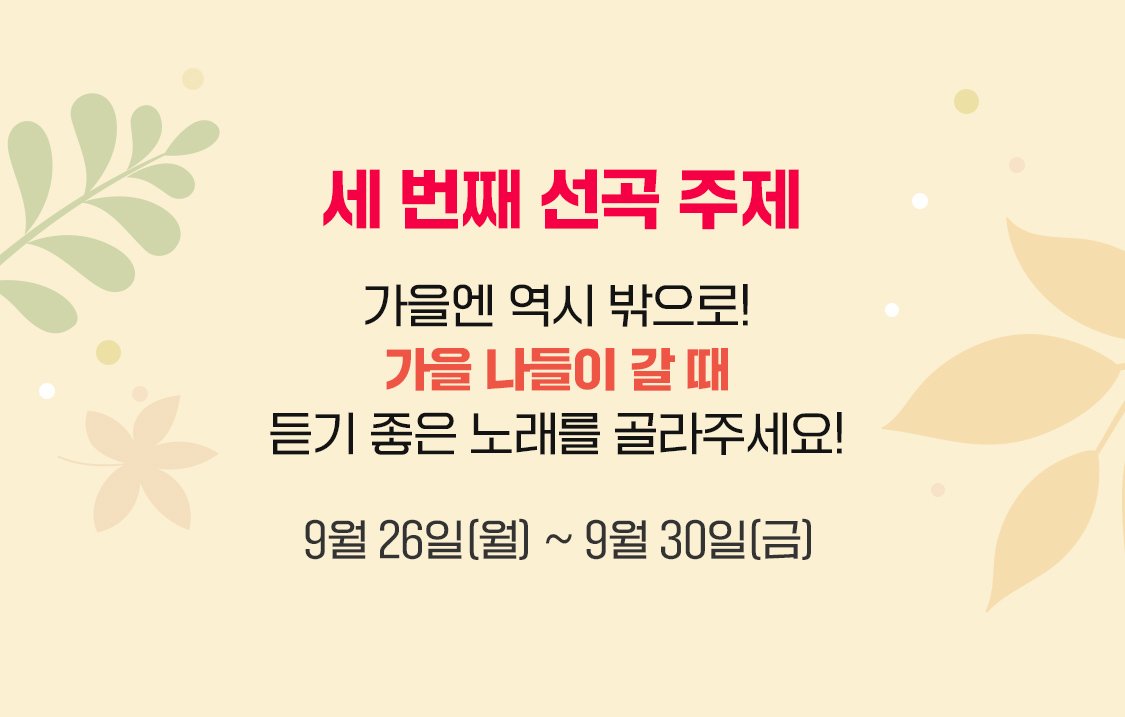 세 번째 선곡 주제
가을엔 역시 밖으로!
가을 나들이 갈 때
듣기 좋은 노래를 골라주세요!
9월 26일(월) ~ 9월 30일(금)